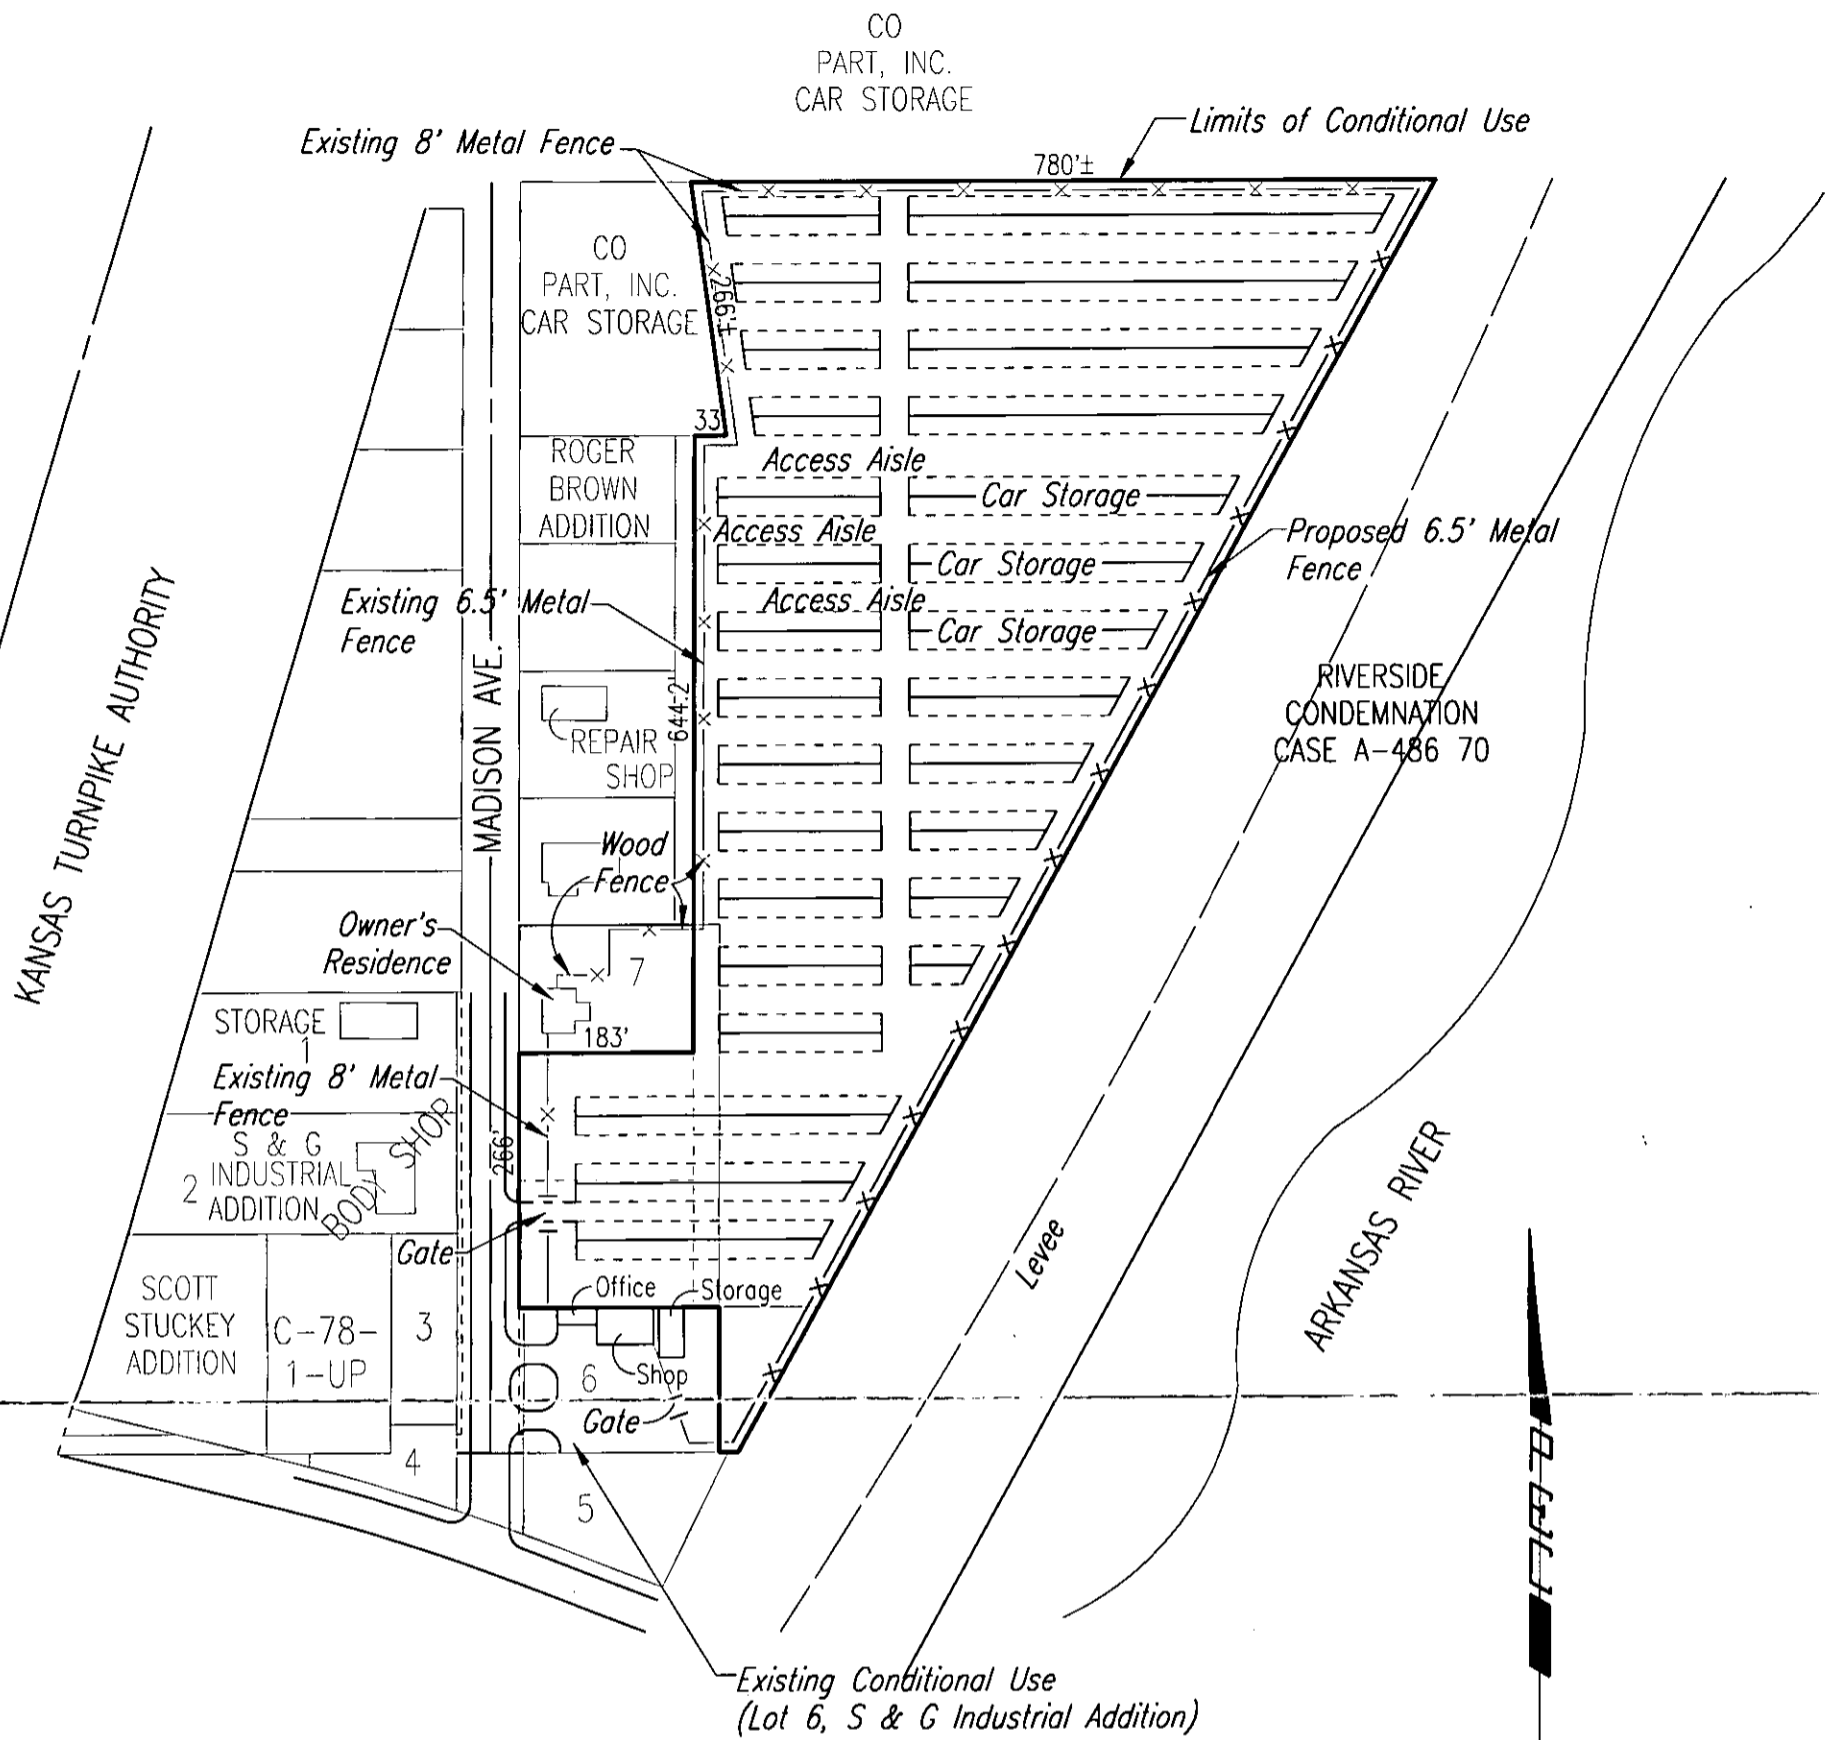 CO
PART, INC.
CAR STORAGE
Limits of Conditional Use
Existing 8' Metal Fence
780'±
CO
PART, INC.
CAR STORAGE
266'±
33'
ROGER
BROWN
ADDITION
Access Aisle
Car Storage
Access Aisle
Proposed 6.5' Metal
Fence
Car Storage
Existing 6.5' Metal
Fence
Access Aisle
Car Storage
KANSAS TURNPIKE AUTHORITY
MADISON AVE.
644.2'
RIVERSIDE
CONDEMNATION
CASE A-486 70
REPAIR
SHOP
Wood
Fence
Owner's
Residence
7
183'
STORAGE
1
Existing 8' Metal
Fence
S & G
INDUSTRIAL
ADDITION
2
BODY SHOP
266'
Gate
Levee
ARKANSAS RIVER
SCOTT
STUCKEY
ADDITION
C-78-
1-UP
3
Office
Storage
Shop
6
Gate
4
5
Existing Conditional Use
(Lot 6, S & G Industrial Addition)